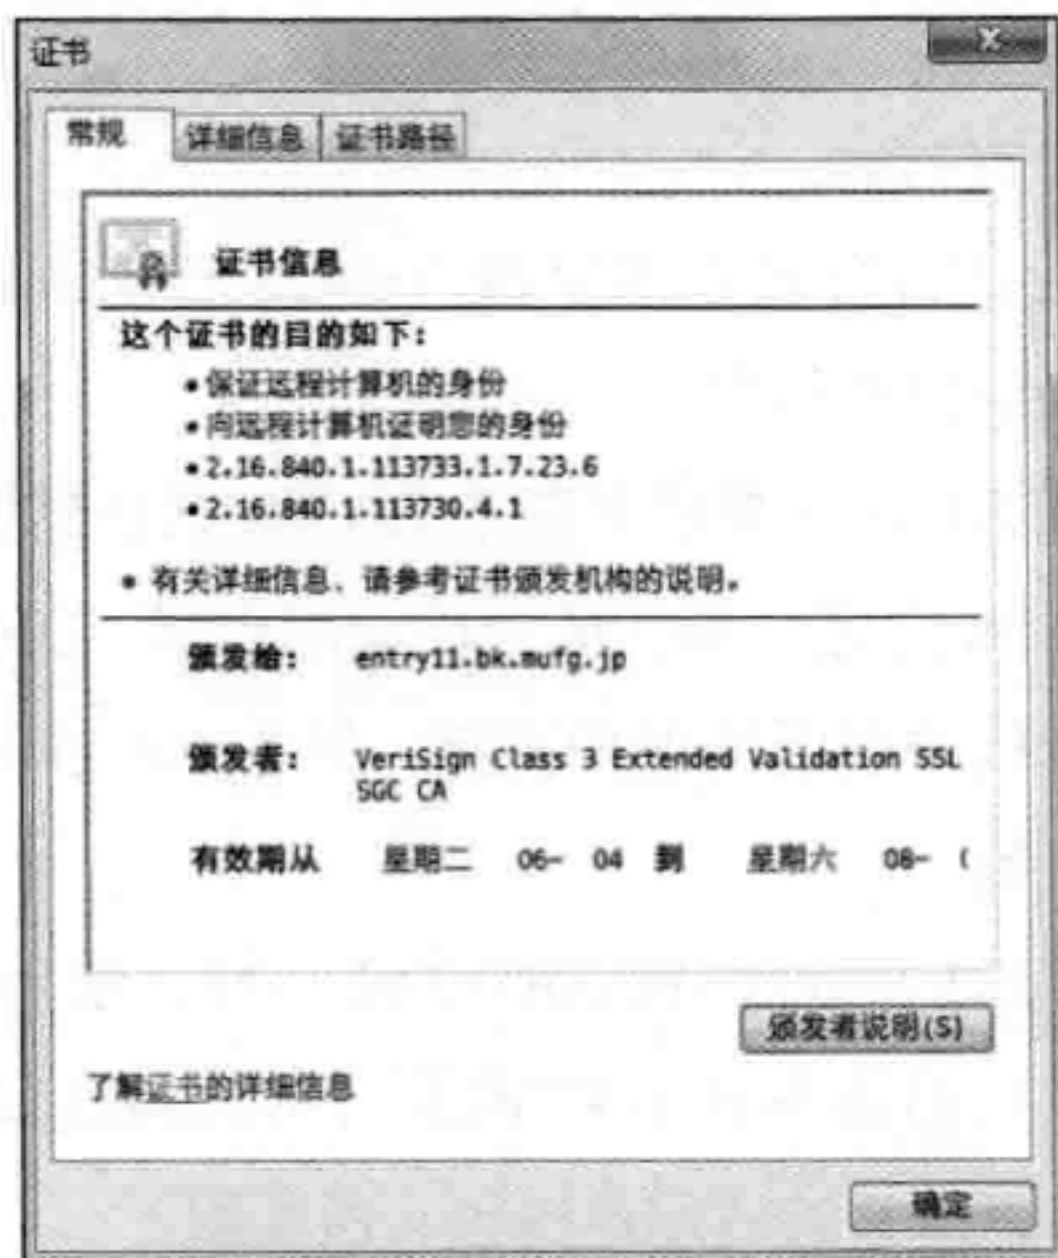 证书
常规
详细信息
证书路径
证书信息
这个证书的目的如下:
•保证远程计算机的身份
•向远程计算机证明您的身份
•2.16.840.1.113733.1.7.23.6
•2.16.840.1.113730.4.1
• 有关详细信息、请参考证书颁发机构的说明。
颁发给: entry11.bk.mufg.jp
颁发者: VeriSign Class 3 Extended Validation SSL
SGC CA
有效期从 星期二 06- 04 到 星期六 08-
颁发者说明(S)
了解证书的详细信息
确定